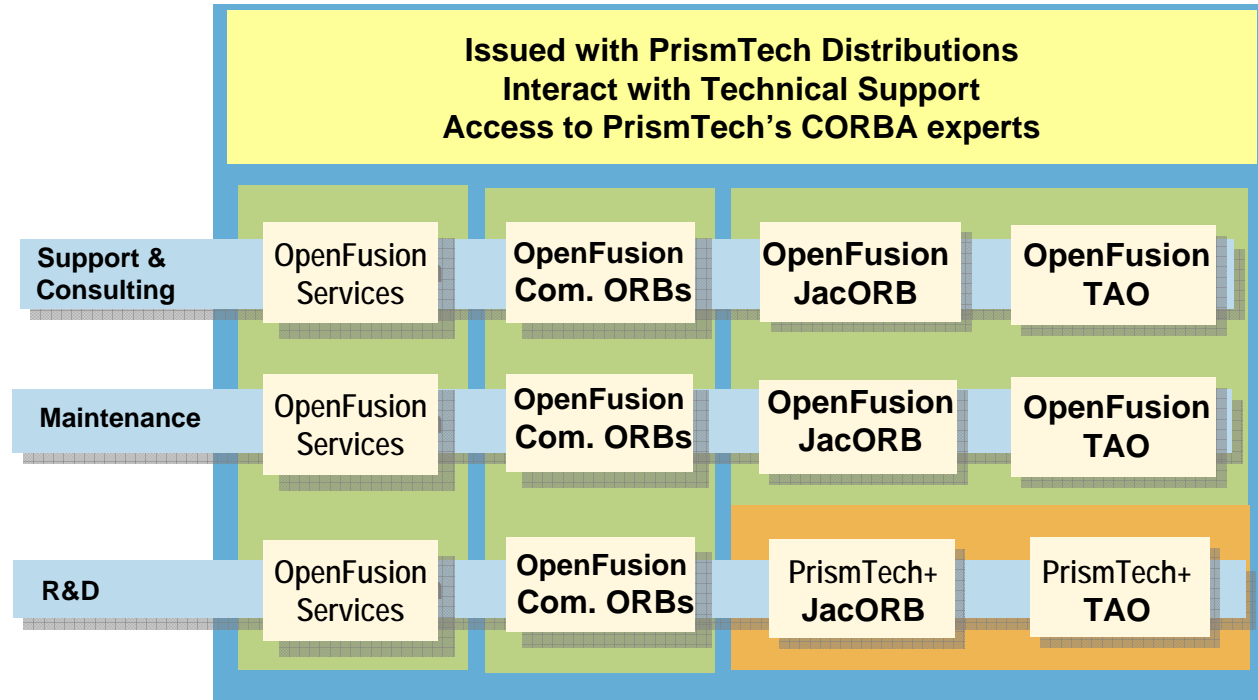 Issued with PrismTech Distributions
Interact with Technical Support
Access to PrismTech's CORBA experts
Support &
Consulting
OpenFusion
Services
OpenFusion
Com. ORBs
OpenFusion
JacORB
OpenFusion
TAO
Maintenance
OpenFusion
Services
OpenFusion
Com. ORBs
OpenFusion
JacORB
OpenFusion
TAO
R&D
OpenFusion
Services
OpenFusion
Com. ORBs
PrismTech+
JacORB
PrismTech+
TAO